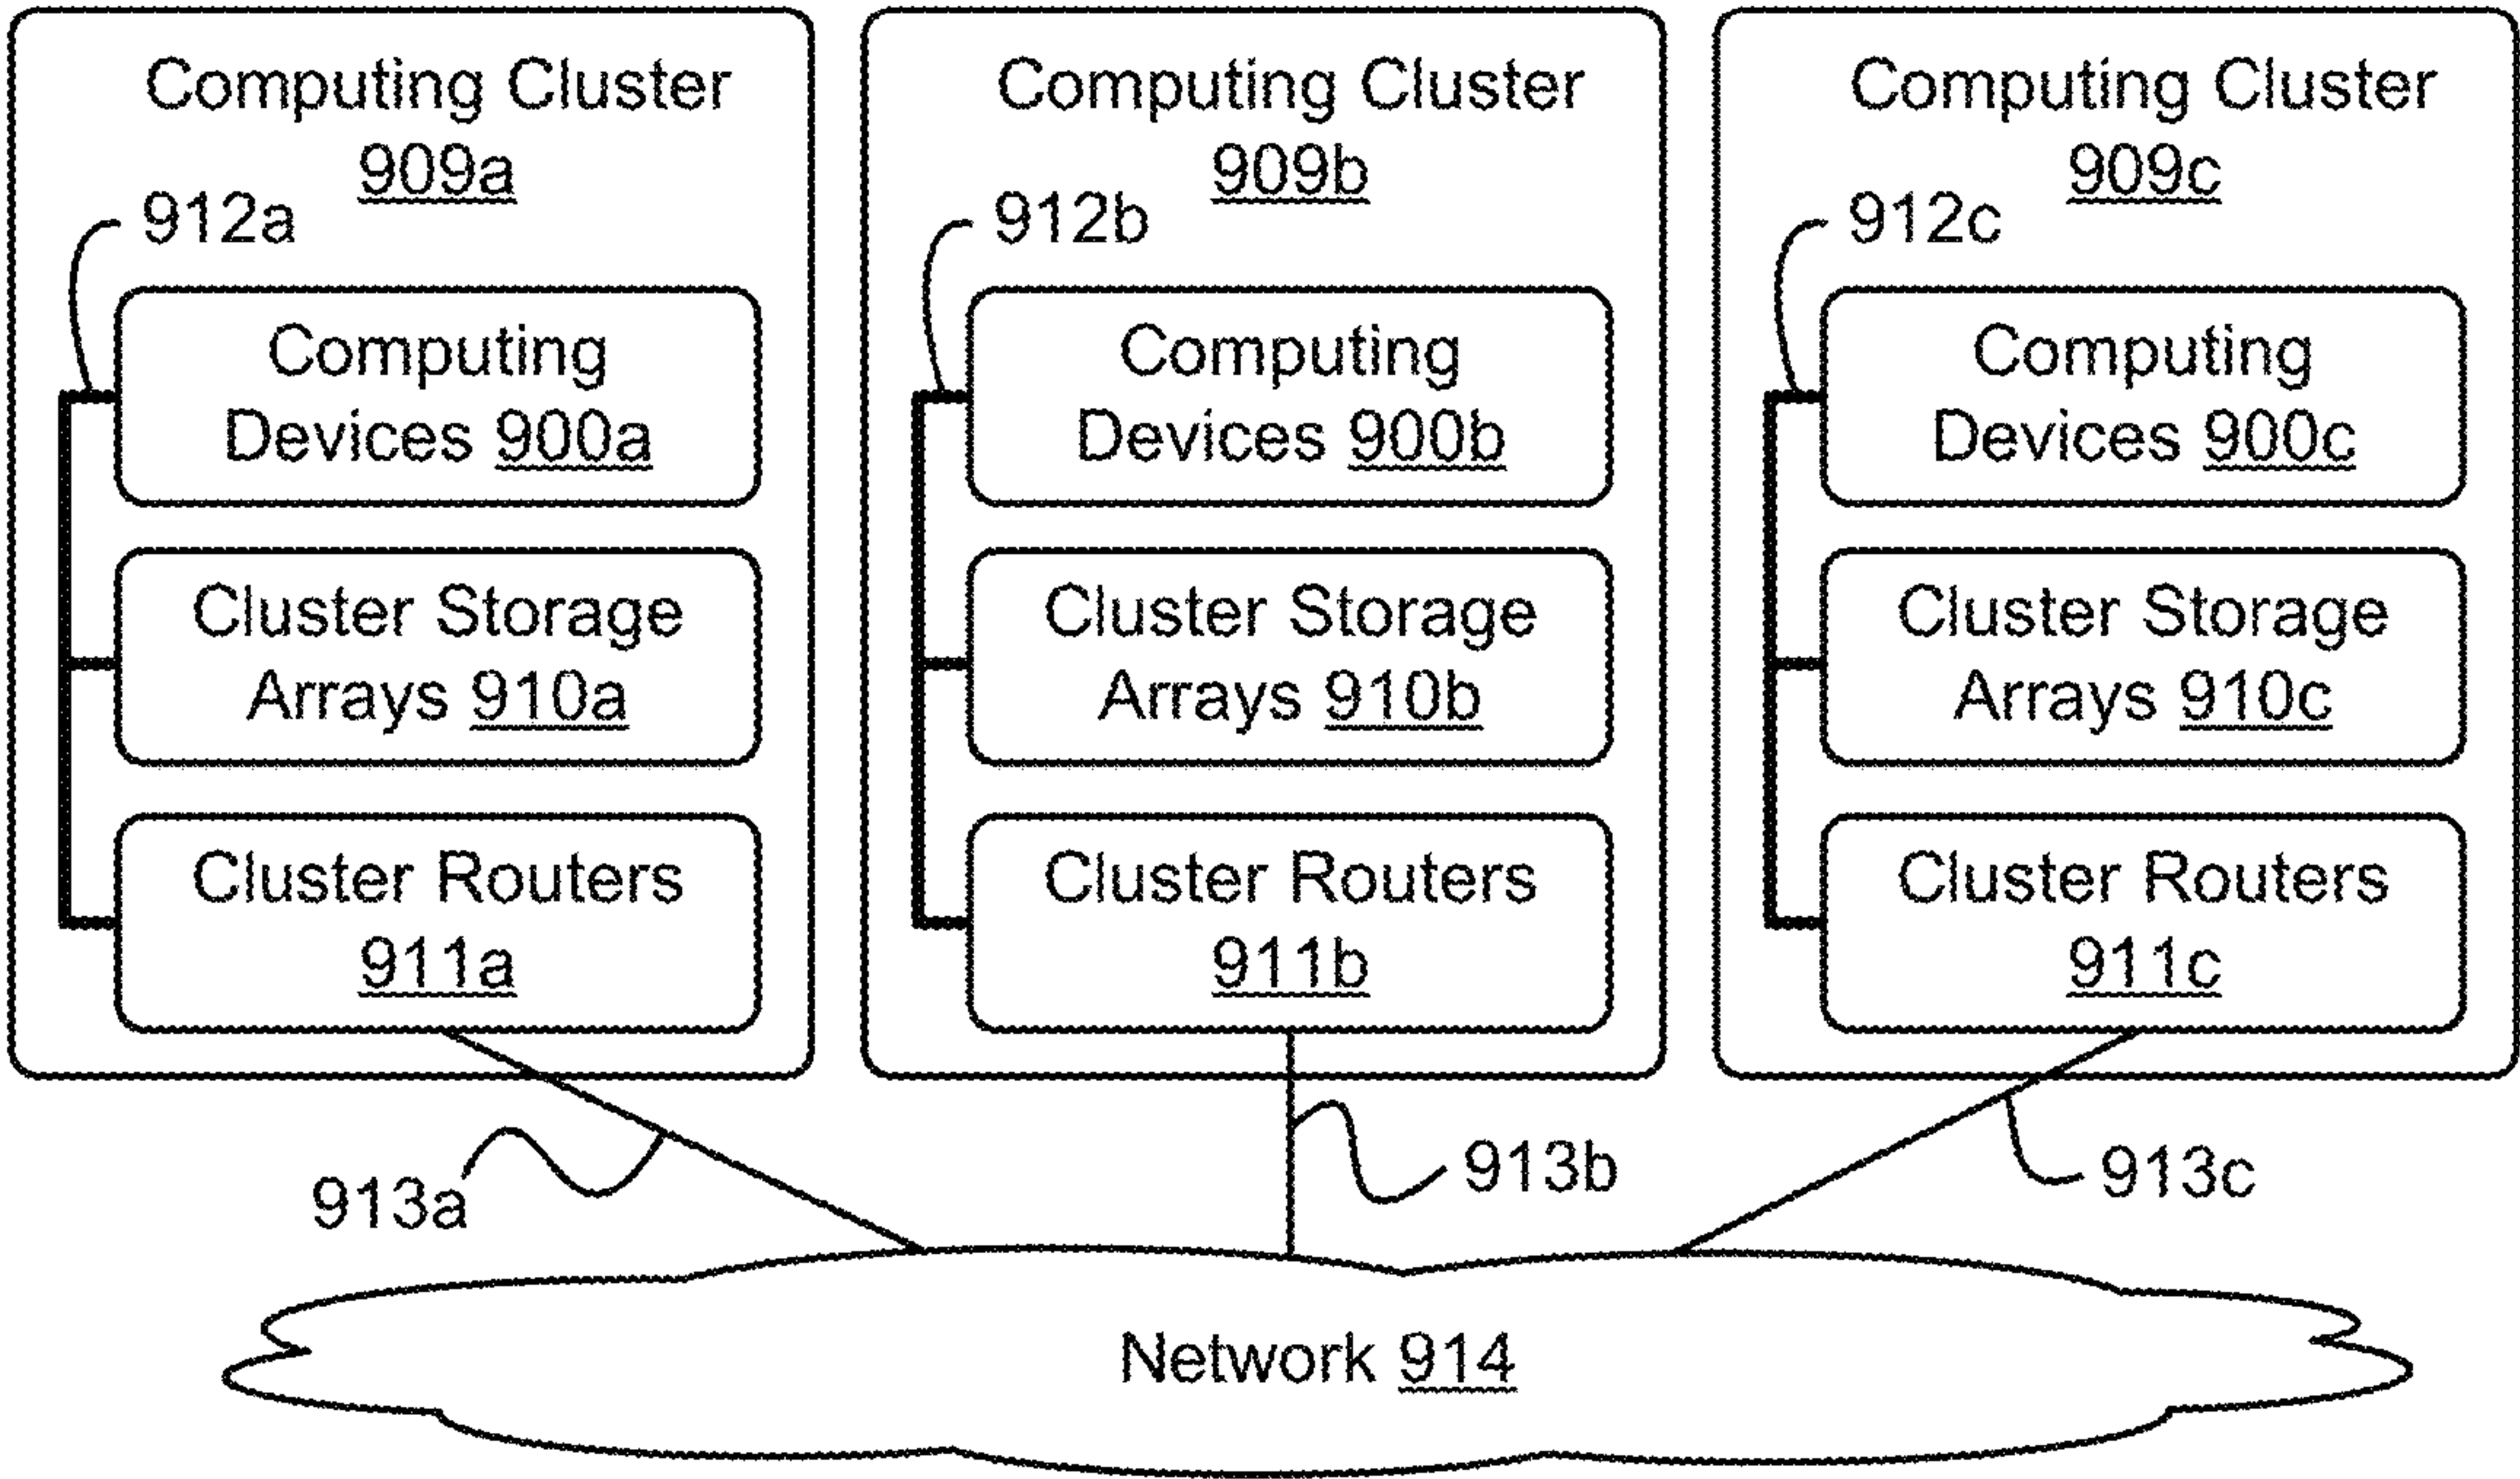 Computing Cluster
909a
912a
Computing
Devices 900a
Cluster Storage
Arrays 910a
Cluster Routers
911a
Computing Cluster
909b
912b
Computing
Devices 900b
Cluster Storage
Arrays 910b
Cluster Routers
911b
Computing Cluster
909c
912c
Computing
Devices 900c
Cluster Storage
Arrays 910c
Cluster Routers
911c
913a
913b
913c
Network 914